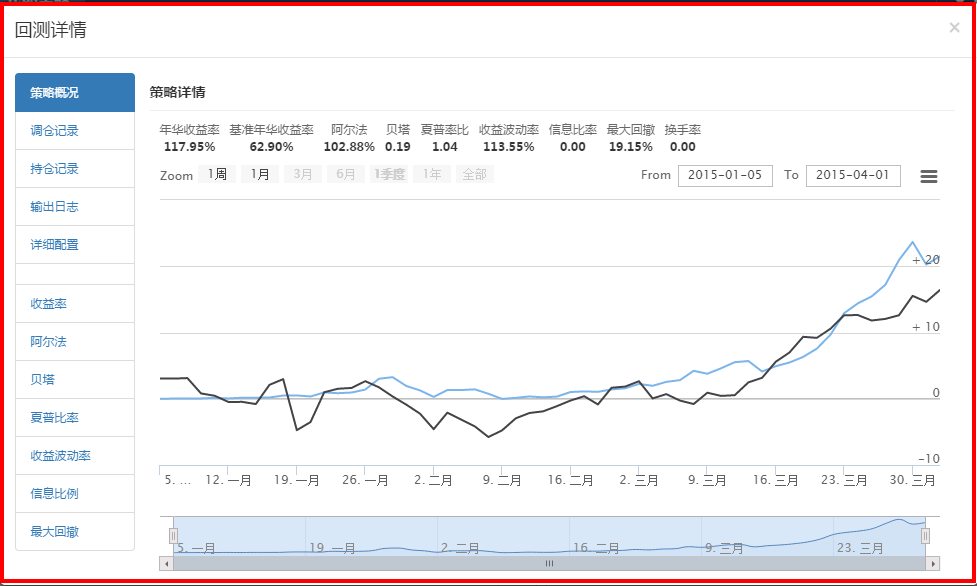 回测详情
×
策略概况
调仓记录
持仓记录
输出日志
详细配置
收益率
阿尔法
贝塔
夏普比率
收益波动率
信息比例
最大回撤
策略详情
年华收益率 基准年华收益率 阿尔法 贝塔 夏普比率 收益波动率 信息比率 最大回撤 换手率
117.95% 62.90% 102.88% 0.19 1.04 113.55% 0.00 19.15% 0.00
Zoom 1周 1月 3月 6月 1季度 1年 全部 From 2015-01-05 To 2015-04-01
+ 20
+ 10
0
-10
5. ... 12. 一月 19. 一月 26. 一月 2. 二月 9. 二月 16. 二月 2. 三月 9. 三月 16. 三月 23. 三月 30. 三月
5. 一月 19. 一月 2. 二月 16. 二月 9. 三月 23. 三月